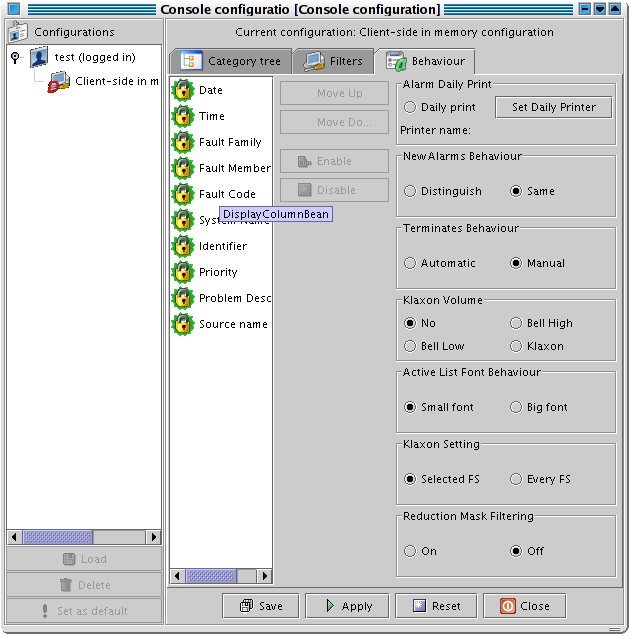 Console configuratio [Console configuration]
Configurations
test (logged in)
Client-side in m
Load
Delete
Set as default
Current configuration: Client-side in memory configuration
Category tree
Filters
Behaviour
Date
Time
Fault Family
Fault Member
Fault Code
System Name
DisplayColumnBean
Identifier
Priority
Problem Desc
Source name
Move Up
Move Do...
Enable
Disable
Alarm Daily Print
Daily print
Set Daily Printer
Printer name:
New Alarms Behaviour
Distinguish
Same
Terminates Behaviour
Automatic
Manual
Klaxon Volume
No
Bell High
Bell Low
Klaxon
Active List Font Behaviour
Small font
Big font
Klaxon Setting
Selected FS
Every FS
Reduction Mask Filtering
On
Off
Save
Apply
Reset
Close